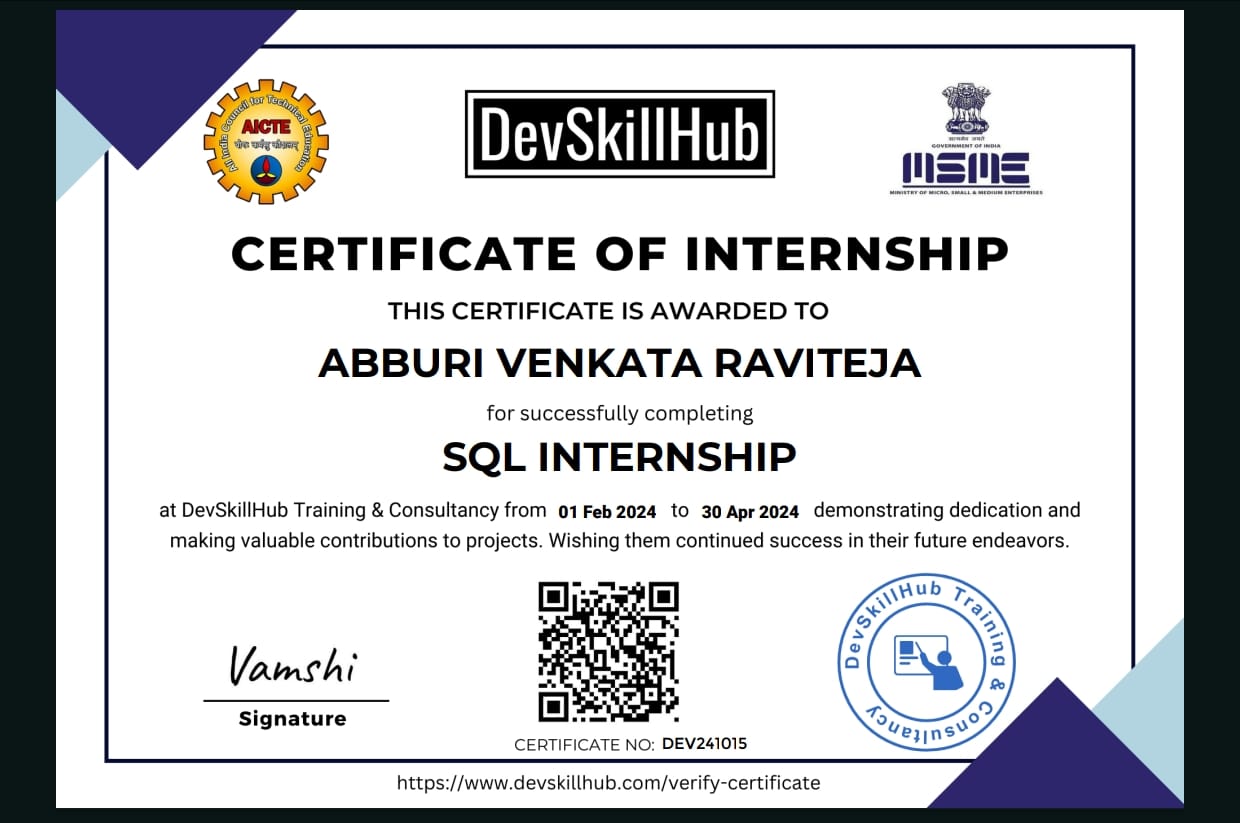 All India Council for Technical Education
AICTE
योगः कर्मसु कौशलम्
DevSkillHub
सत्यमेव जयते
GOVERNMENT OF INDIA
MSME
MINISTRY OF MICRO, SMALL & MEDIUM ENTERPRISES
CERTIFICATE OF INTERNSHIP
THIS CERTIFICATE IS AWARDED TO
ABBURI VENKATA RAVITEJA
for successfully completing
SQL INTERNSHIP
at DevSkillHub Training & Consultancy from 01 Feb 2024 to 30 Apr 2024 demonstrating dedication and
making valuable contributions to projects. Wishing them continued success in their future endeavors.
Vamshi
Signature
CERTIFICATE NO: DEV241015
DevSkillHub Training & Consultancy
https://www.devskillhub.com/verify-certificate